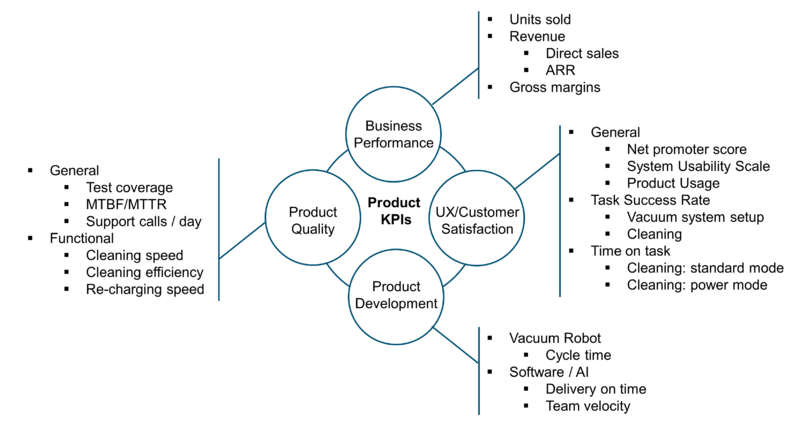 Units sold
Revenue
Direct sales
ARR
Gross margins
Business
Performance
General
Net promoter score
System Usability Scale
Product Usage
Task Success Rate
Vacuum system setup
Cleaning
Time on task
Cleaning: standard mode
Cleaning: power mode
General
Test coverage
MTBF/MTTR
Support calls / day
Functional
Cleaning speed
Cleaning efficiency
Re-charging speed
Product
Quality
Product
KPIs
UX/Customer
Satisfaction
Product
Development
Vacuum Robot
Cycle time
Software / AI
Delivery on time
Team velocity